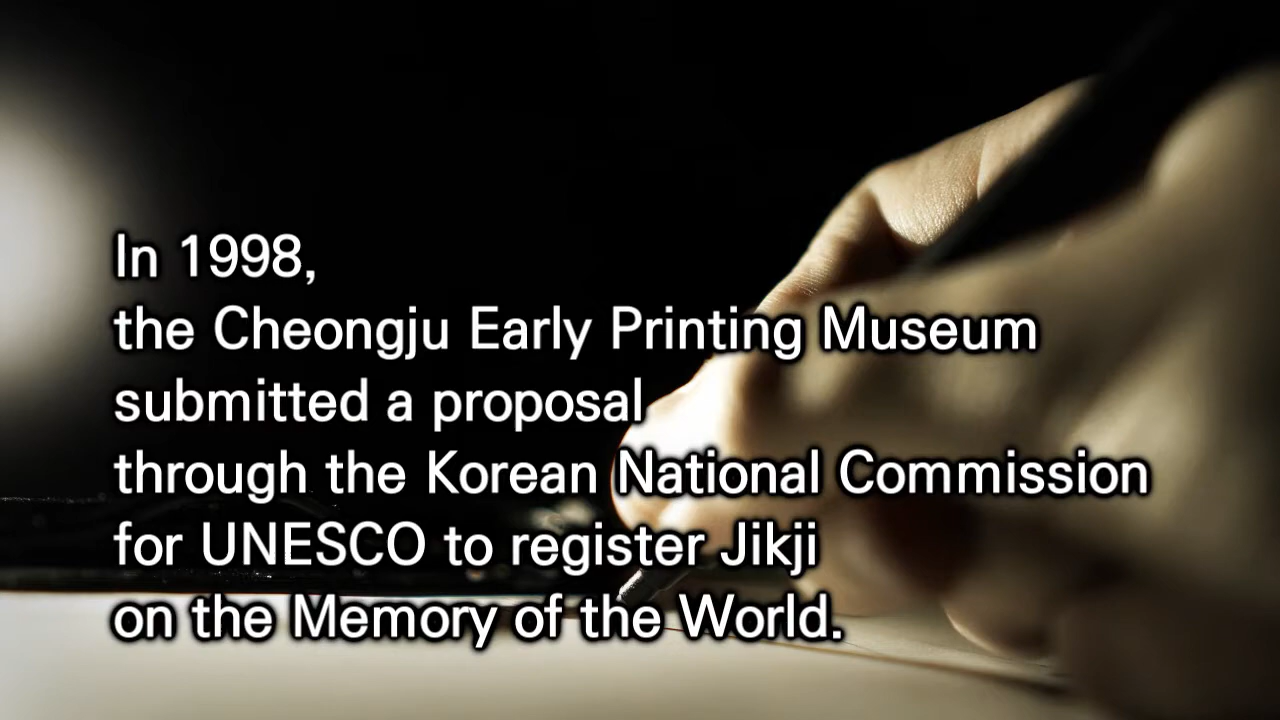 In 1998,
the Cheongju Early Printing Museum
submitted a proposal
through the Korean National Commission
for UNESCO to register Jikji
on the Memory of the World.